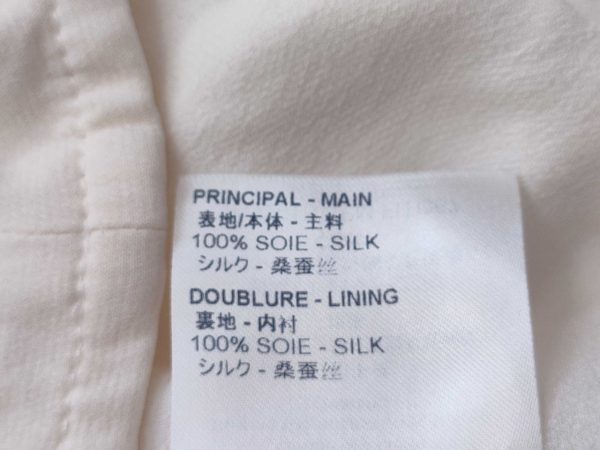 PRINCIPAL - MAIN
表地/本体 - 主料
100% SOIE - SILK
シルク - 桑蚕丝
DOUBLURE - LINING
裏地 - 内衬
100% SOIE - SILK
シルク - 桑蚕丝